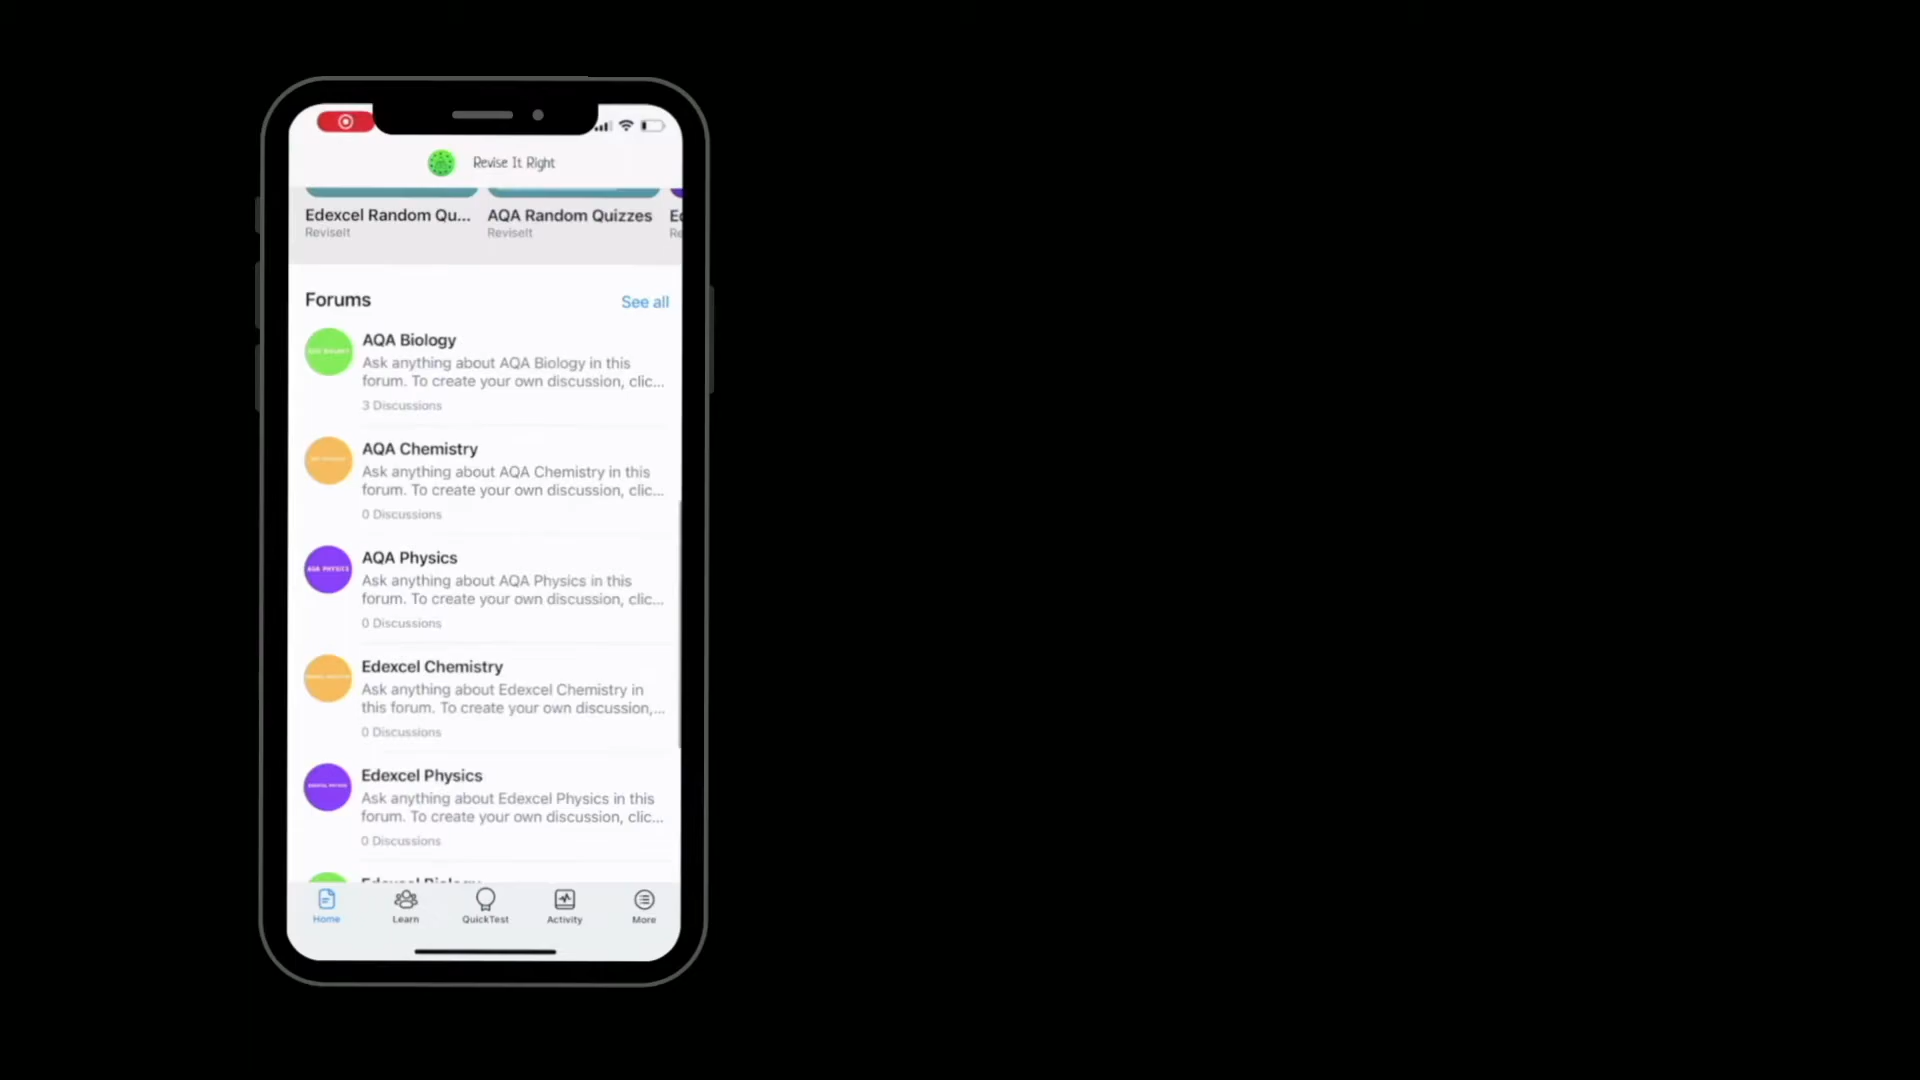 Revise It Right
Edexcel Random Qu...
AQA Random Quizzes
ReviseIt
ReviseIt
Forums
See all
AQA Biology
Ask anything about AQA Biology in this
forum. To create your own discussion, clic...
3 Discussions
AQA Chemistry
Ask anything about AQA Chemistry in this
forum. To create your own discussion, clic...
0 Discussions
AQA PHYSICS
AQA Physics
Ask anything about AQA Physics in this
forum. To create your own discussion, clic...
0 Discussions
Edexcel Chemistry
Ask anything about Edexcel Chemistry in
this forum. To create your own discussion,...
0 Discussions
Edexcel Physics
Ask anything about Edexcel Physics in this
forum. To create your own discussion, clic...
0 Discussions
Home
Learn
QuickTest
Activity
More